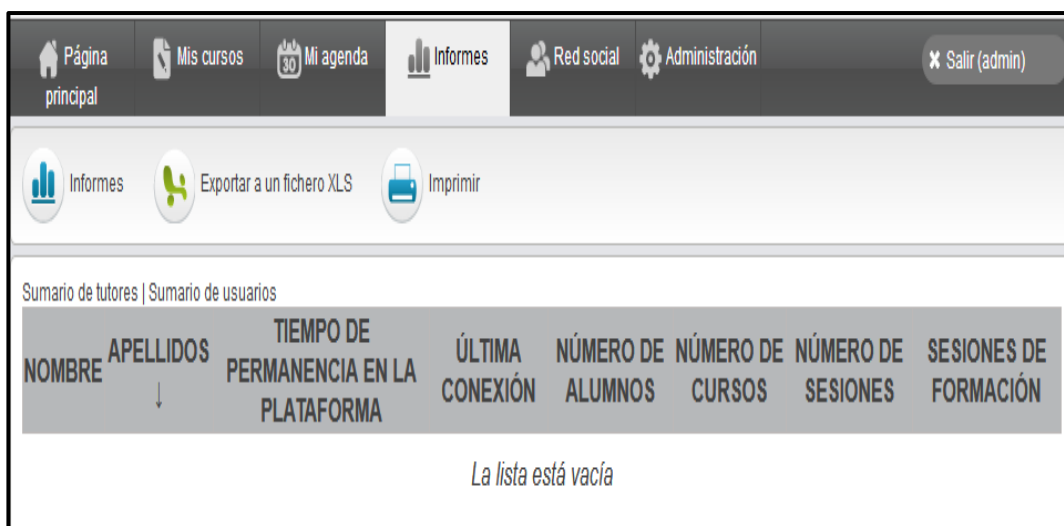 Página principal Mis cursos 30 Mi agenda Informes Red social Administración ✖ Salir (admin)
Informes Exportar a un fichero XLS Imprimir
Sumario de tutores | Sumario de usuarios
NOMBRE APELLIDOS ↓ TIEMPO DE PERMANENCIA EN LA PLATAFORMA ÚLTIMA CONEXIÓN NÚMERO DE ALUMNOS NÚMERO DE CURSOS NÚMERO DE SESIONES SESIONES DE FORMACIÓN
La lista está vacía